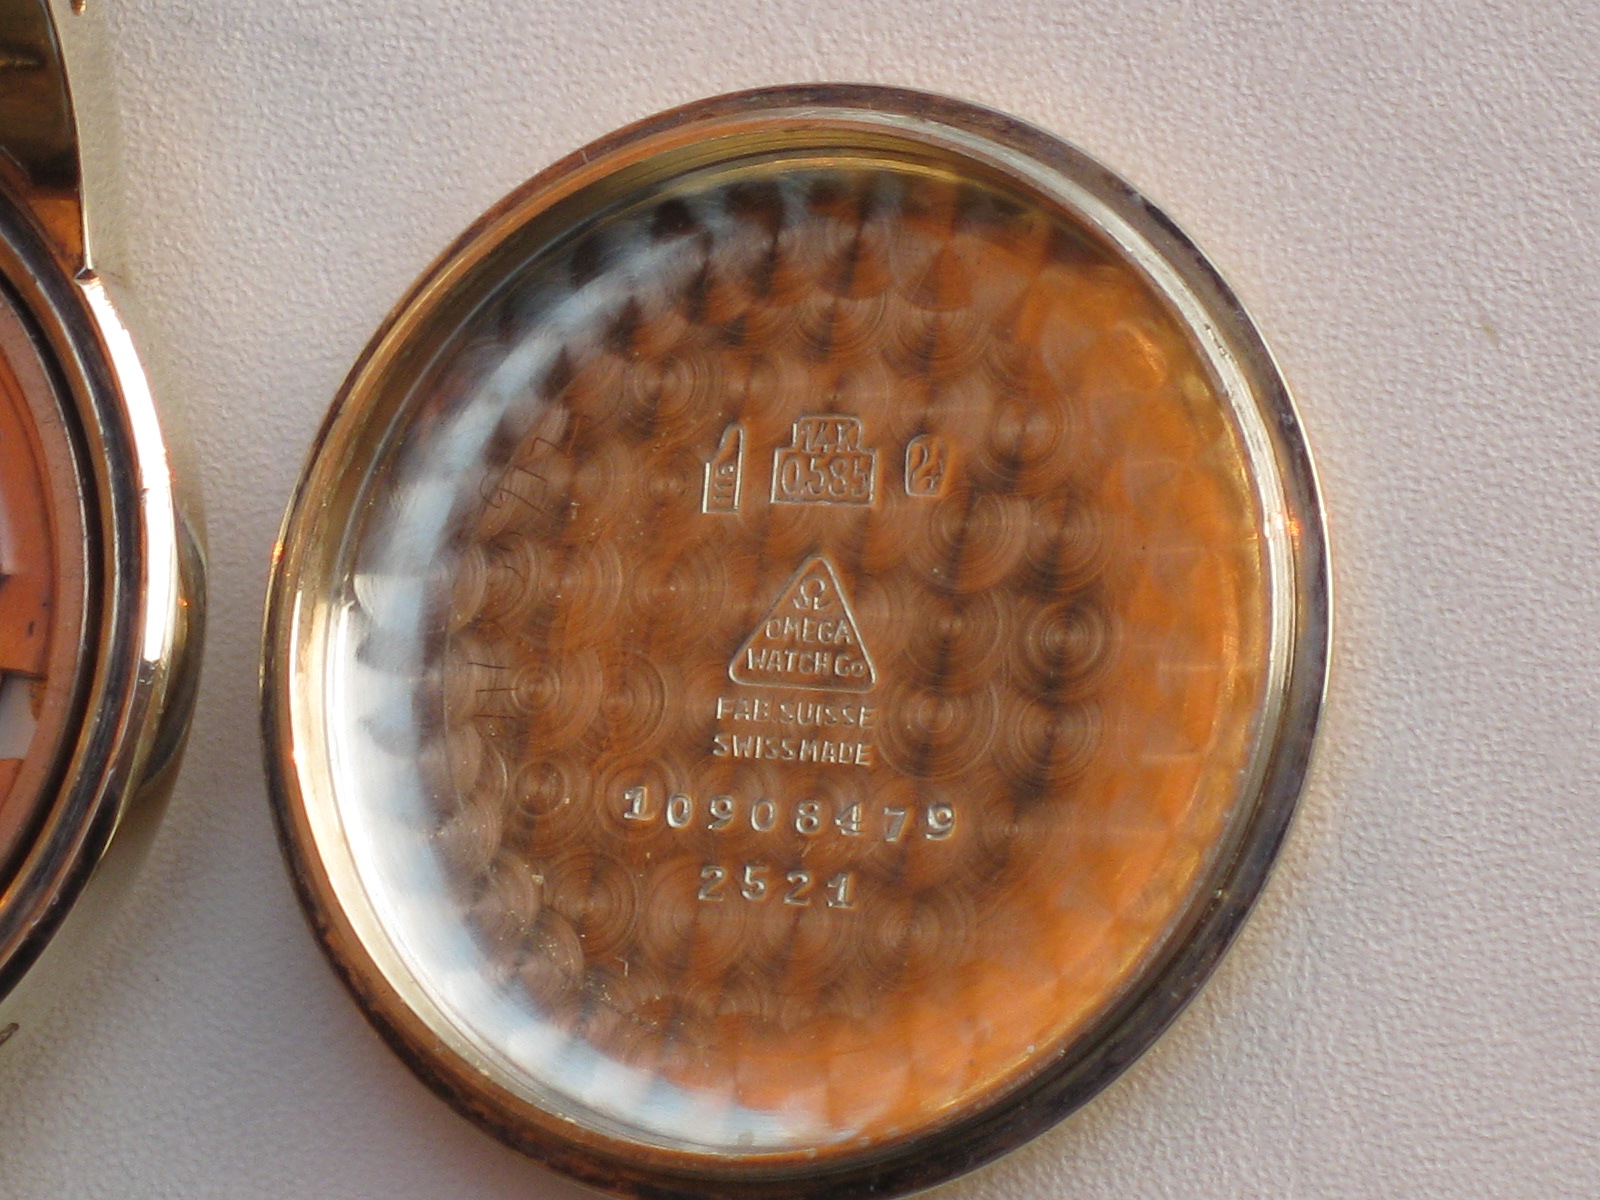 14K
0.585
Ω
OMEGA
WATCH Co
FAB. SUISSE
SWISS MADE
10908479
2521